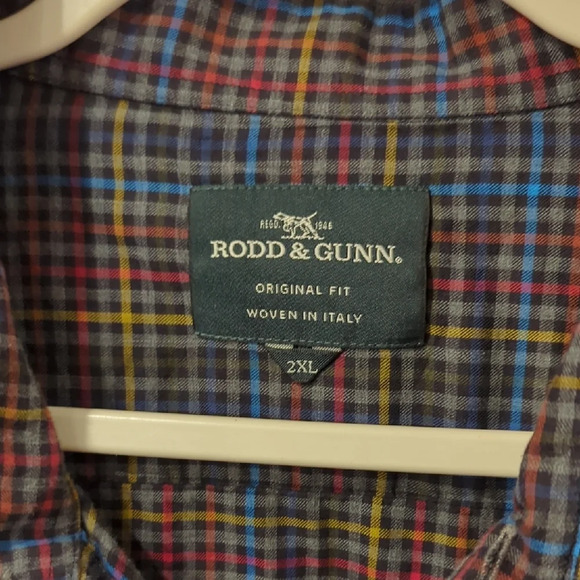 REGD. 1946
RODD & GUNN®
ORIGINAL FIT
WOVEN IN ITALY
2XL